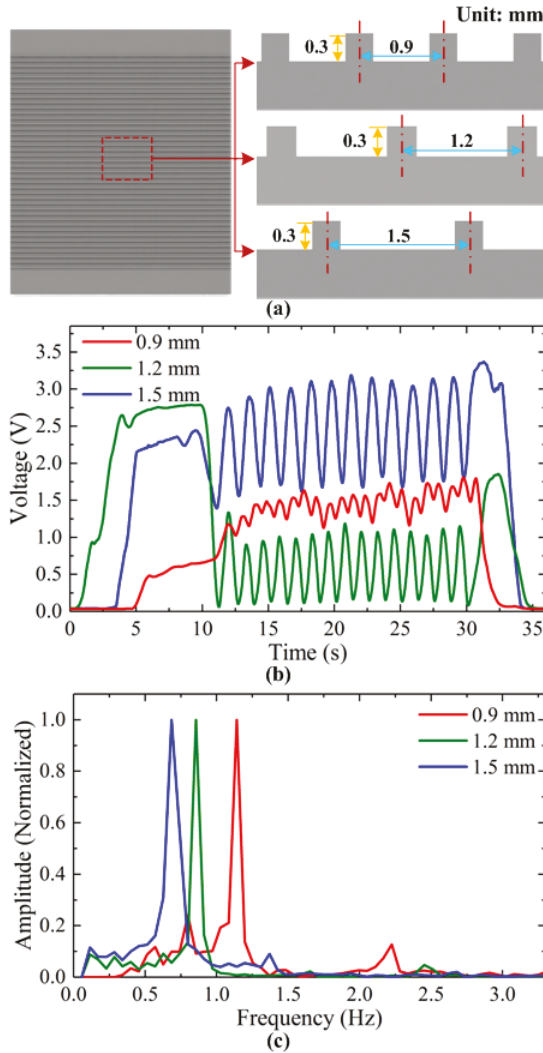 Unit: mm
0.3
0.9
0.3
1.2
0.3
1.5
(a)
0.9 mm
1.2 mm
1.5 mm
3.5
3.0
2.5
2.0
1.5
1.0
0.5
0.0
Voltage (V)
0 5 10 15 20 25 30 35
Time (s)
(b)
0.9 mm
1.2 mm
1.5 mm
1.0
0.8
0.6
0.4
0.2
0.0
Amplitude (Normalized)
0.0 0.5 1.0 1.5 2.0 2.5 3.0
Frequency (Hz)
(c)